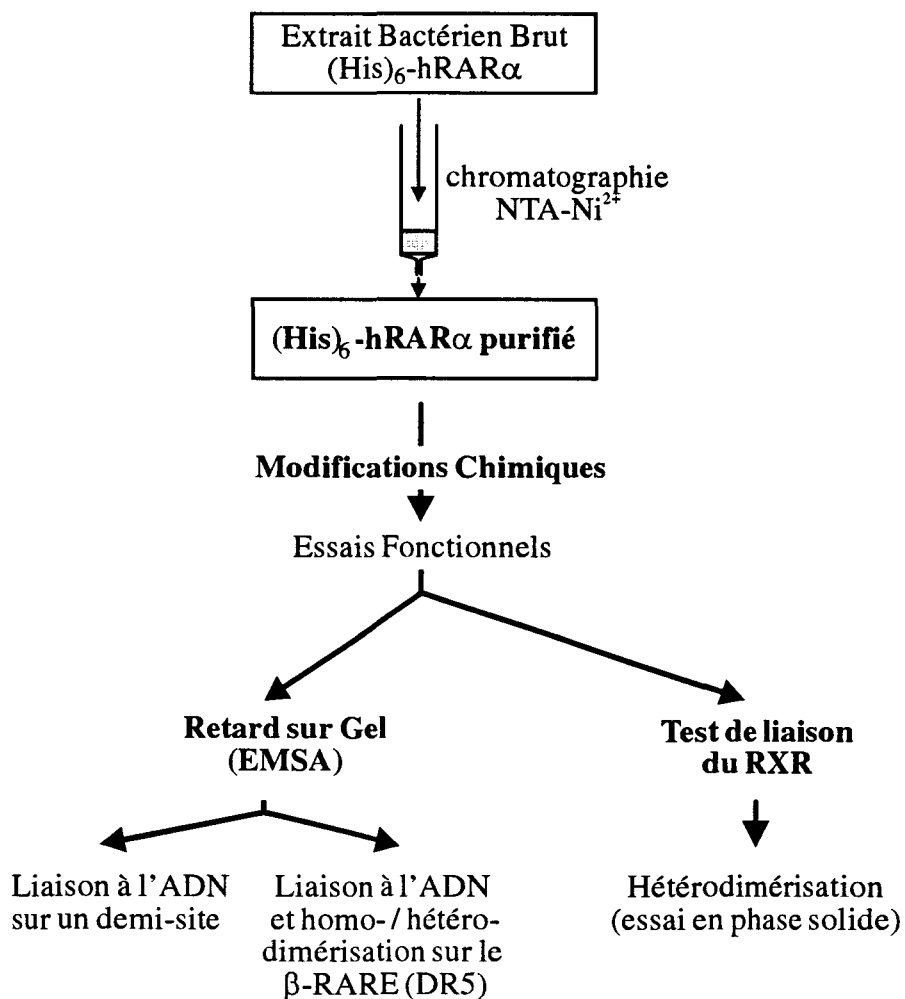 Extrait Bactérien Brut
(His)₆-hRARα
chromatographie
NTA-Ni²⁺
(His)₆-hRARα purifié
Modifications Chimiques
Essais Fonctionnels
Retard sur Gel
(EMSA)
Test de liaison
du RXR
Liaison à l'ADN
sur un demi-site
Liaison à l'ADN
et homo-/hétéro-
dimérisation sur le
β-RARE (DR5)
Hétérodimérisation
(essai en phase solide)